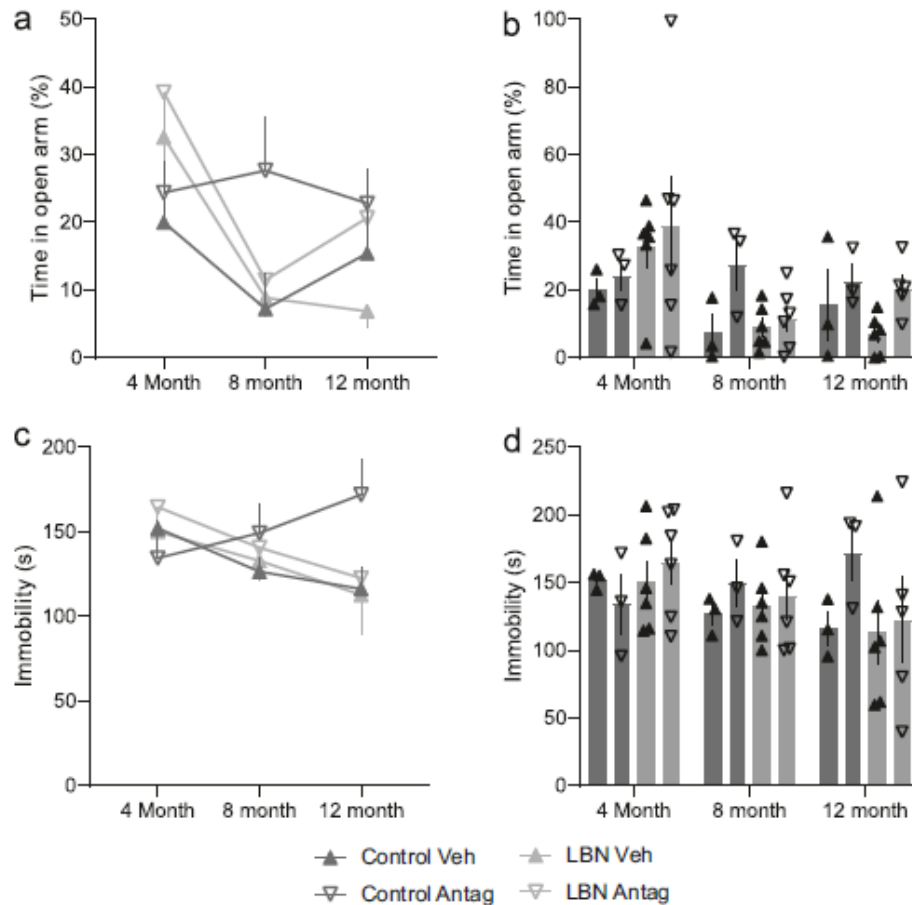 a
50
40
30
20
10
0
Time in open arm (%)
4 Month 8 month 12 month
b
100
80
60
40
20
0
Time in open arm (%)
4 Month 8 month 12 month
c
200
150
100
50
0
Immobility (s)
4 Month 8 month 12 month
d
250
200
150
100
50
0
Immobility (s)
4 Month 8 month 12 month
Control Veh LBN Veh
Control Antag LBN Antag